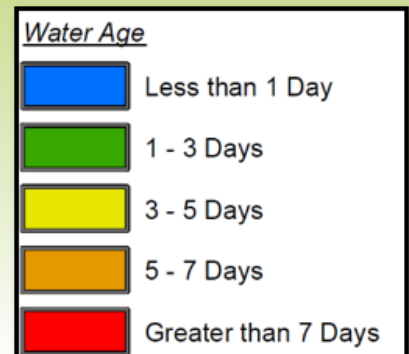 Water Age
Less than 1 Day
1 - 3 Days
3 - 5 Days
5 - 7 Days
Greater than 7 Days